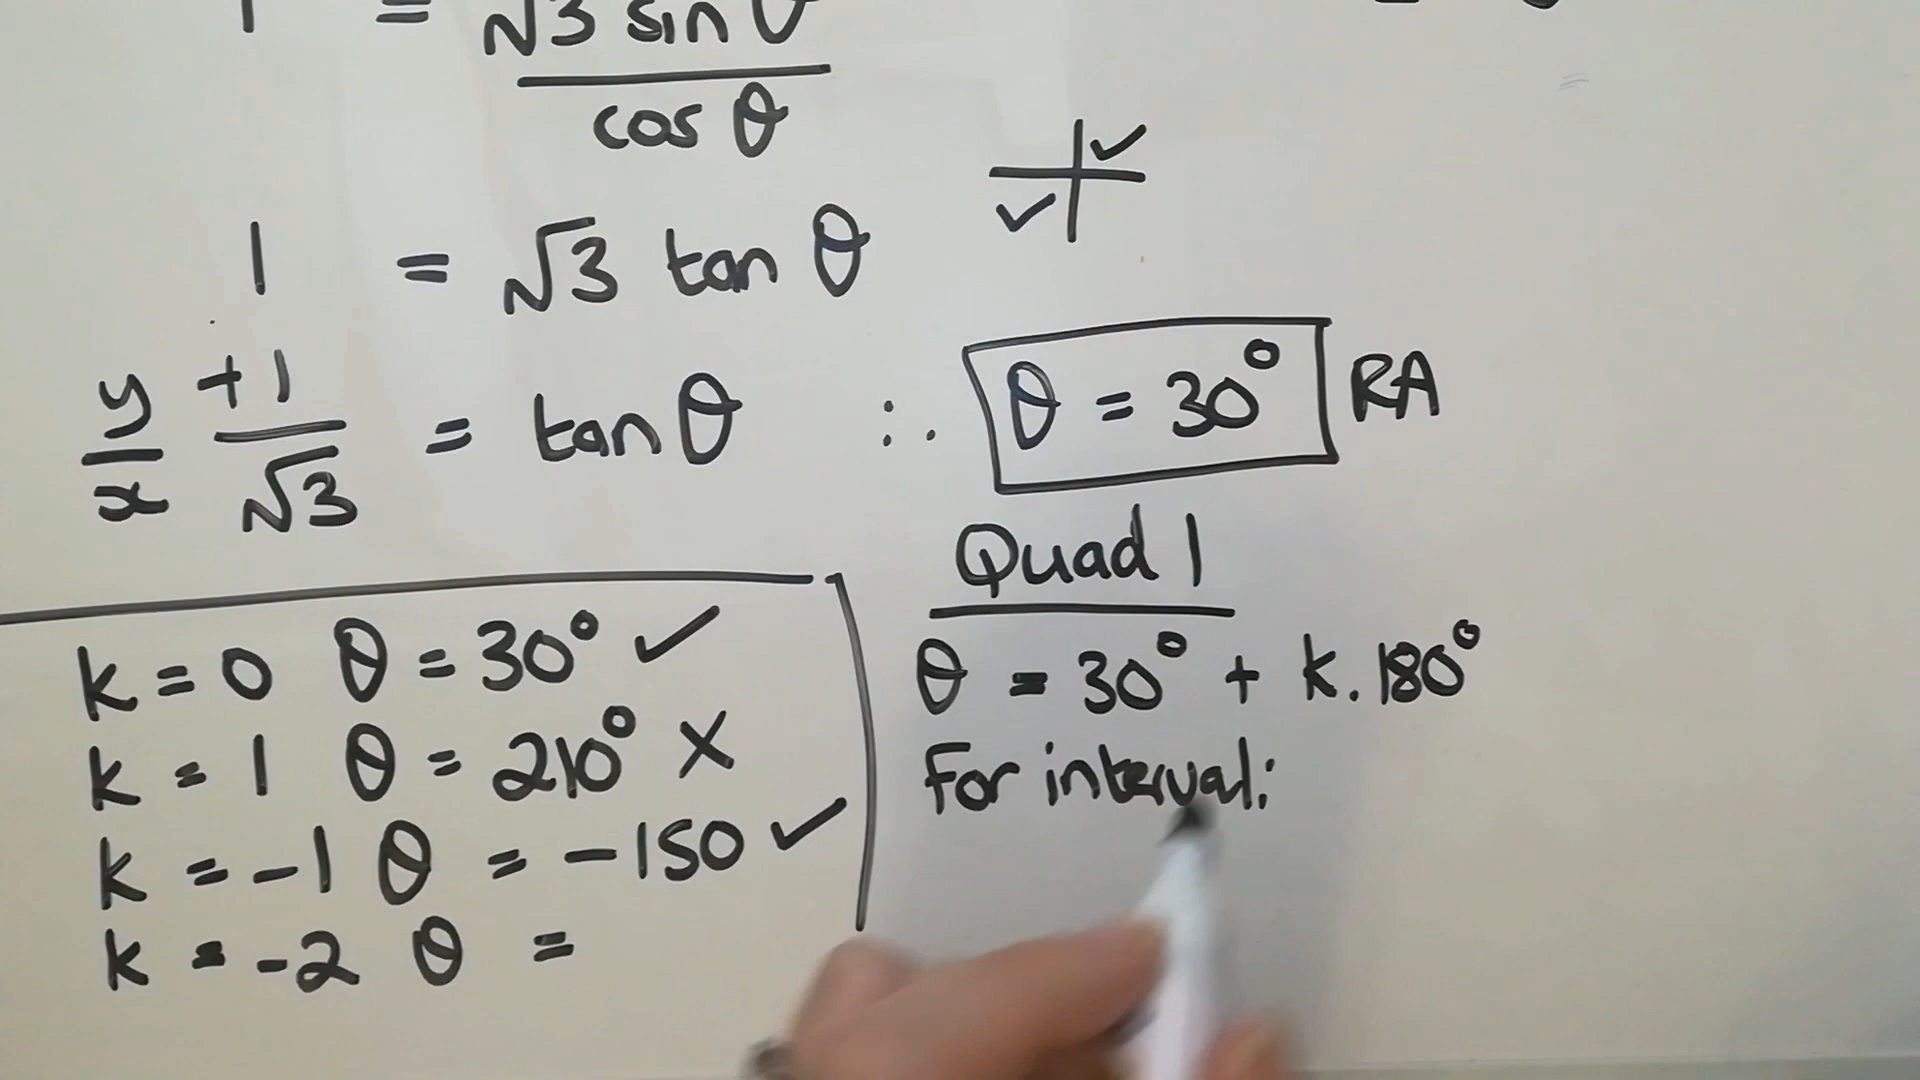 1 = √3 sin θ
cos θ
1 = √3 tan θ
y/x +1/√3 = tan θ ∴ θ = 30° RA
Quad 1
θ = 30° + k.180°
For interval:
k = 0 θ = 30° ✓
k = 1 θ = 210° X
k = -1 θ = -150 ✓
k = -2 θ =